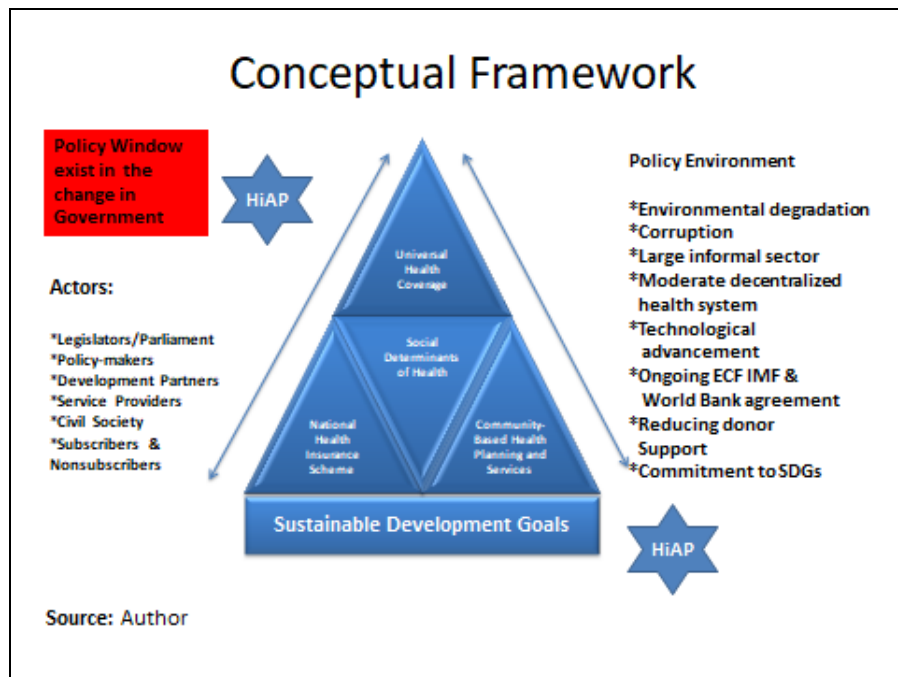 Conceptual Framework
Policy Window
exist in the
change in
Government
HiAP
Actors:
*Legislators/Parliament
*Policy-makers
*Development Partners
*Service Providers
*Civil Society
*Subscribers &
Nonsubscribers
Universal
Health
Coverage
Social
Determinants
of Health
National
Health
Insurance
Scheme
Community-
Based Health
Planning and
Services
Sustainable Development Goals
Policy Environment
*Environmental degradation
*Corruption
*Large informal sector
*Moderate decentralized
health system
*Technological
advancement
*Ongoing ECF IMF &
World Bank agreement
*Reducing donor
Support
*Commitment to SDGs
HiAP
Source: Author